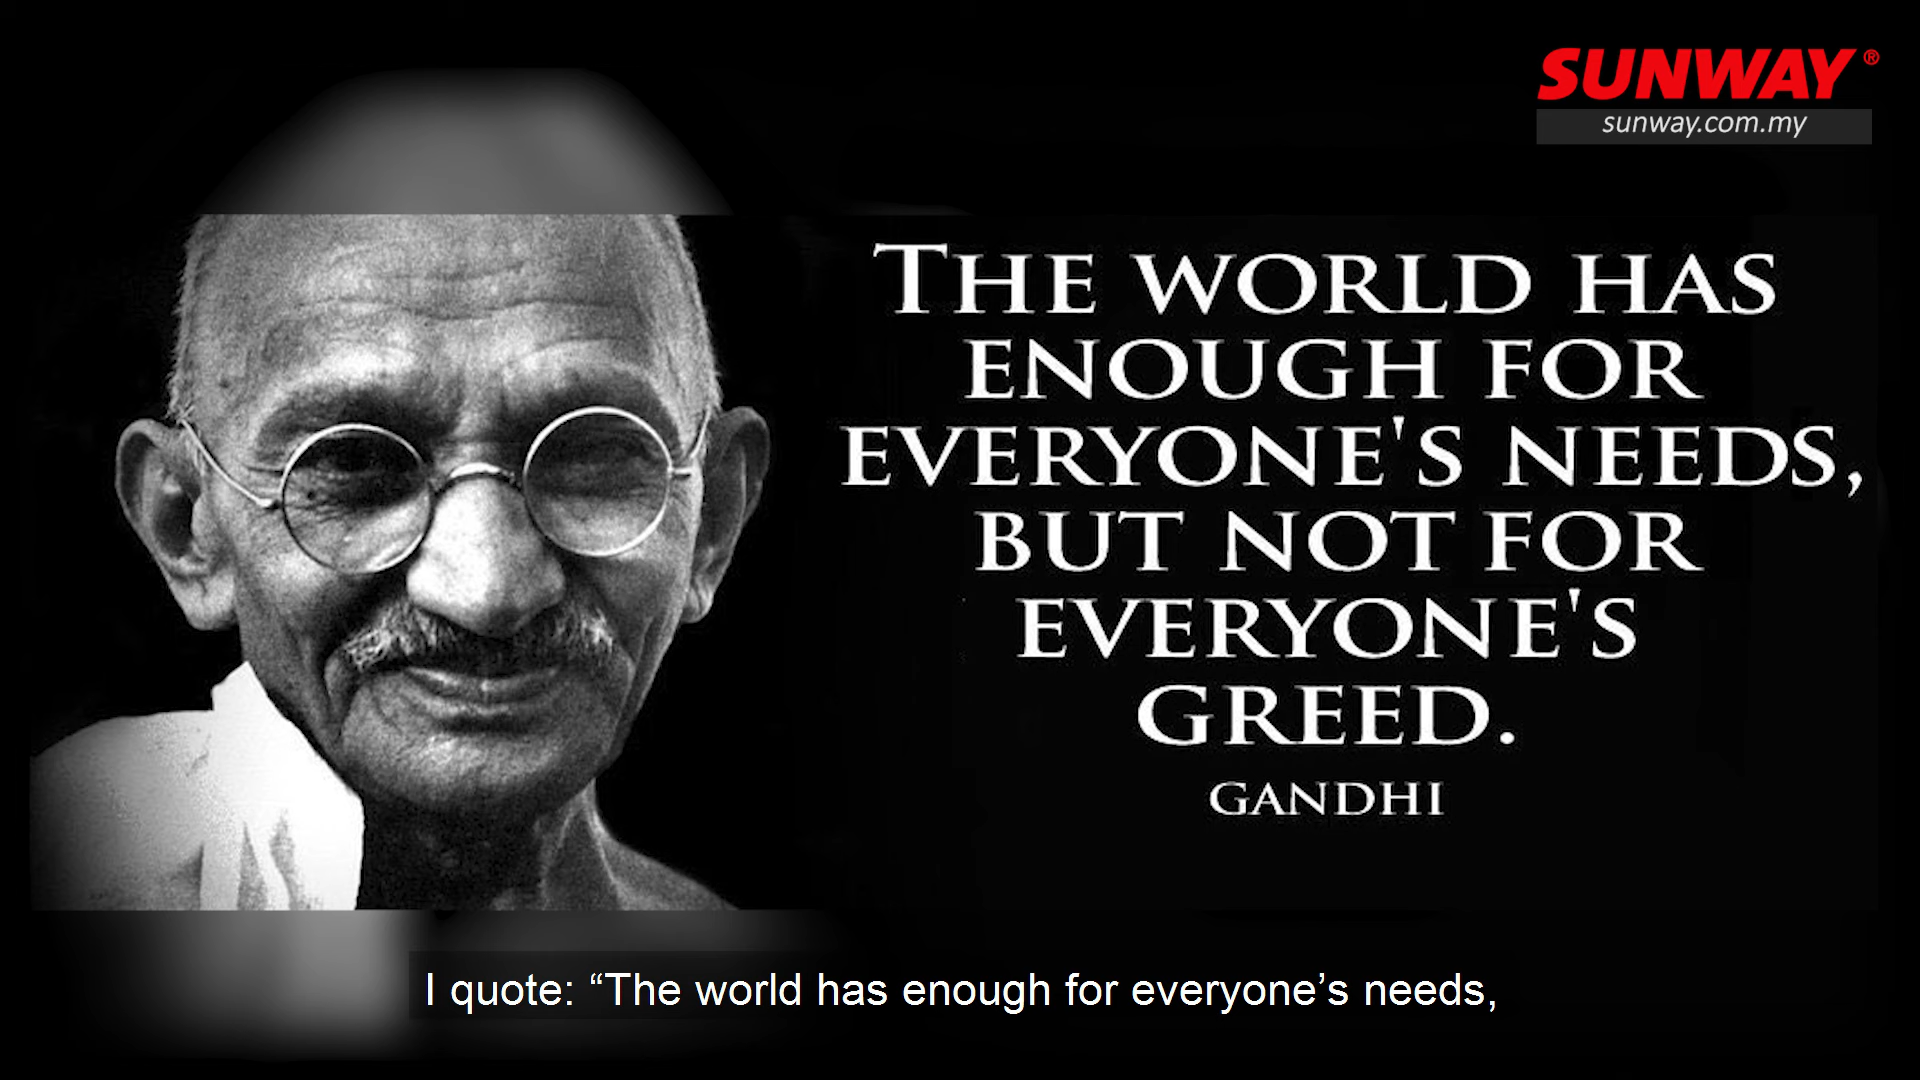 SUNWAY®
sunway.com.my
THE WORLD HAS
ENOUGH FOR
EVERYONE'S NEEDS,
BUT NOT FOR
EVERYONE'S
GREED.
GANDHI
I quote: “The world has enough for everyone’s needs,